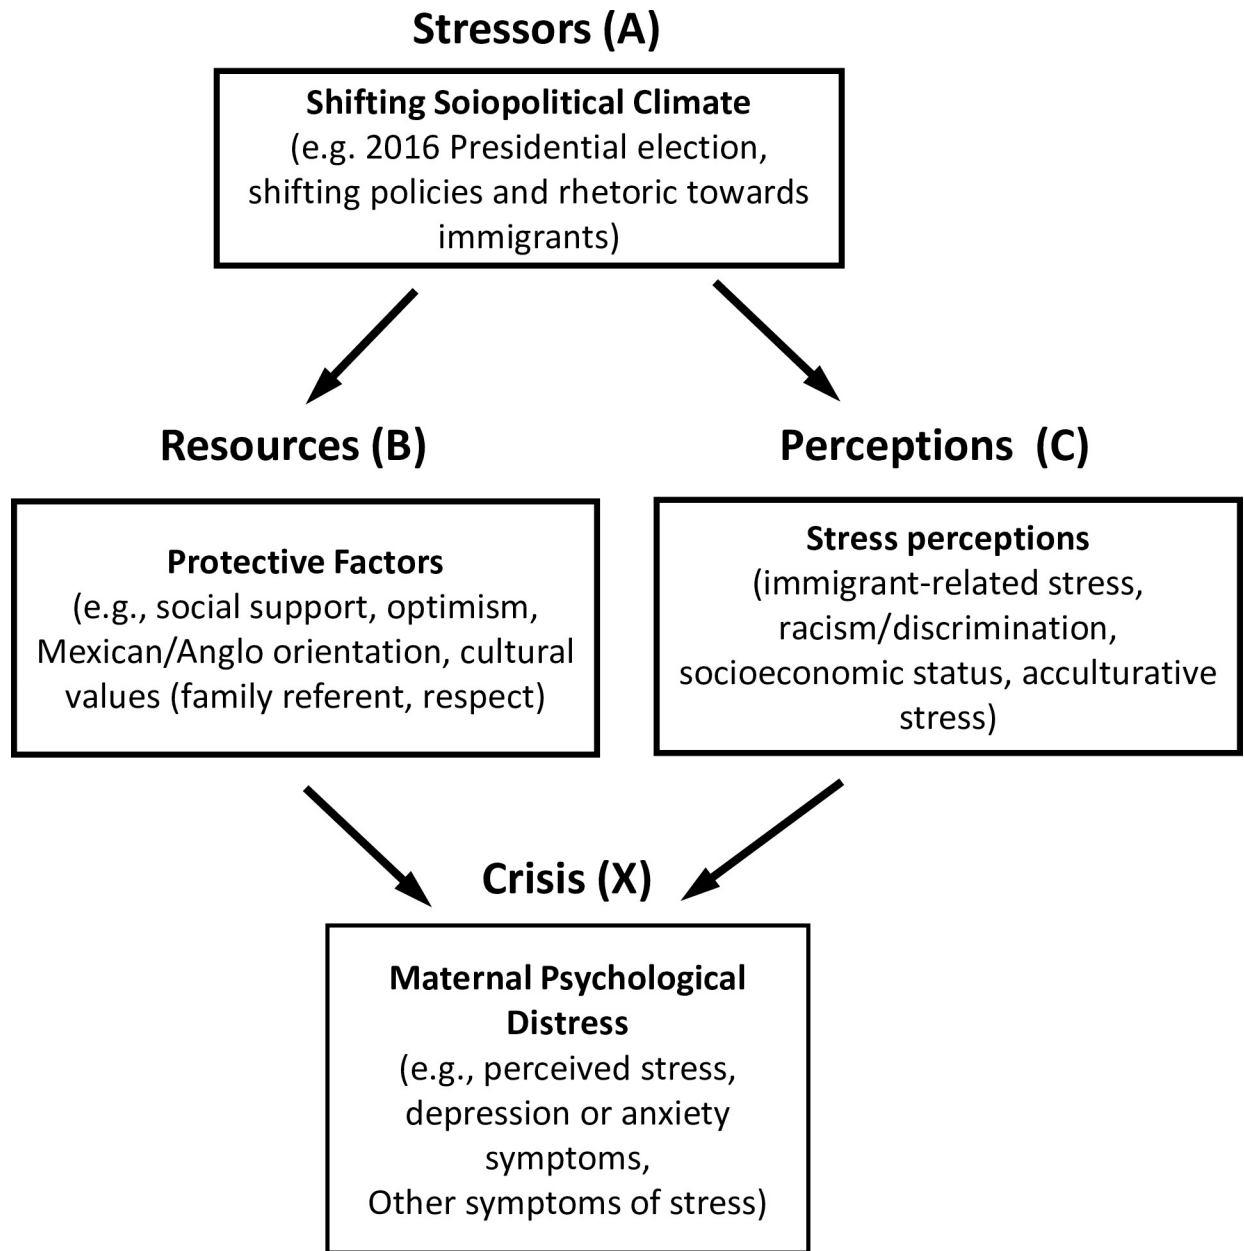 Stressors (A)
Shifting Soiopolitical Climate
(e.g. 2016 Presidential election,
shifting policies and rhetoric towards
immigrants)
Resources (B)
Perceptions (C)
Protective Factors
(e.g., social support, optimism,
Mexican/Anglo orientation, cultural
values (family referent, respect)
Stress perceptions
(immigrant-related stress,
racism/discrimination,
socioeconomic status, acculturative
stress)
Crisis (X)
Maternal Psychological
Distress
(e.g., perceived stress,
depression or anxiety
symptoms,
Other symptoms of stress)